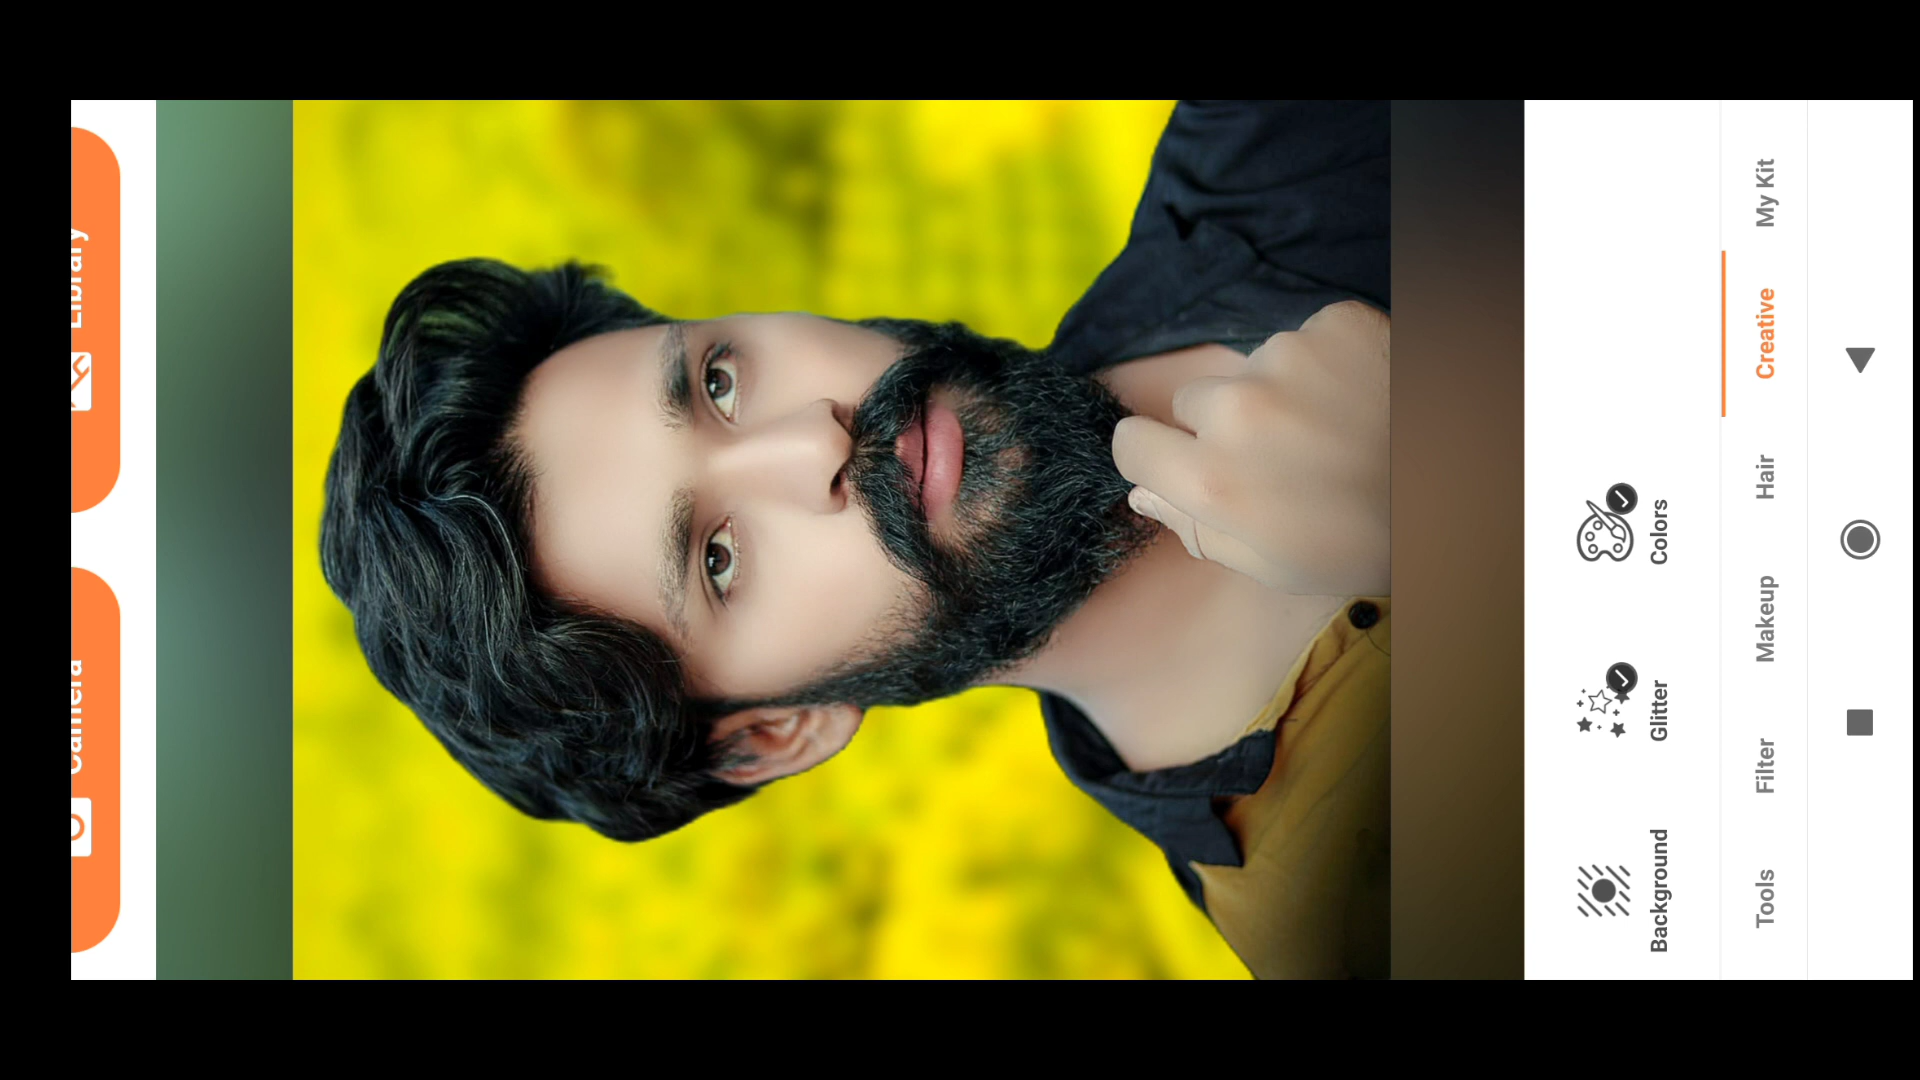 Camera
Library
Background
Glitter
Colors
Tools
Filter
Makeup
Hair
Creative
My Kit